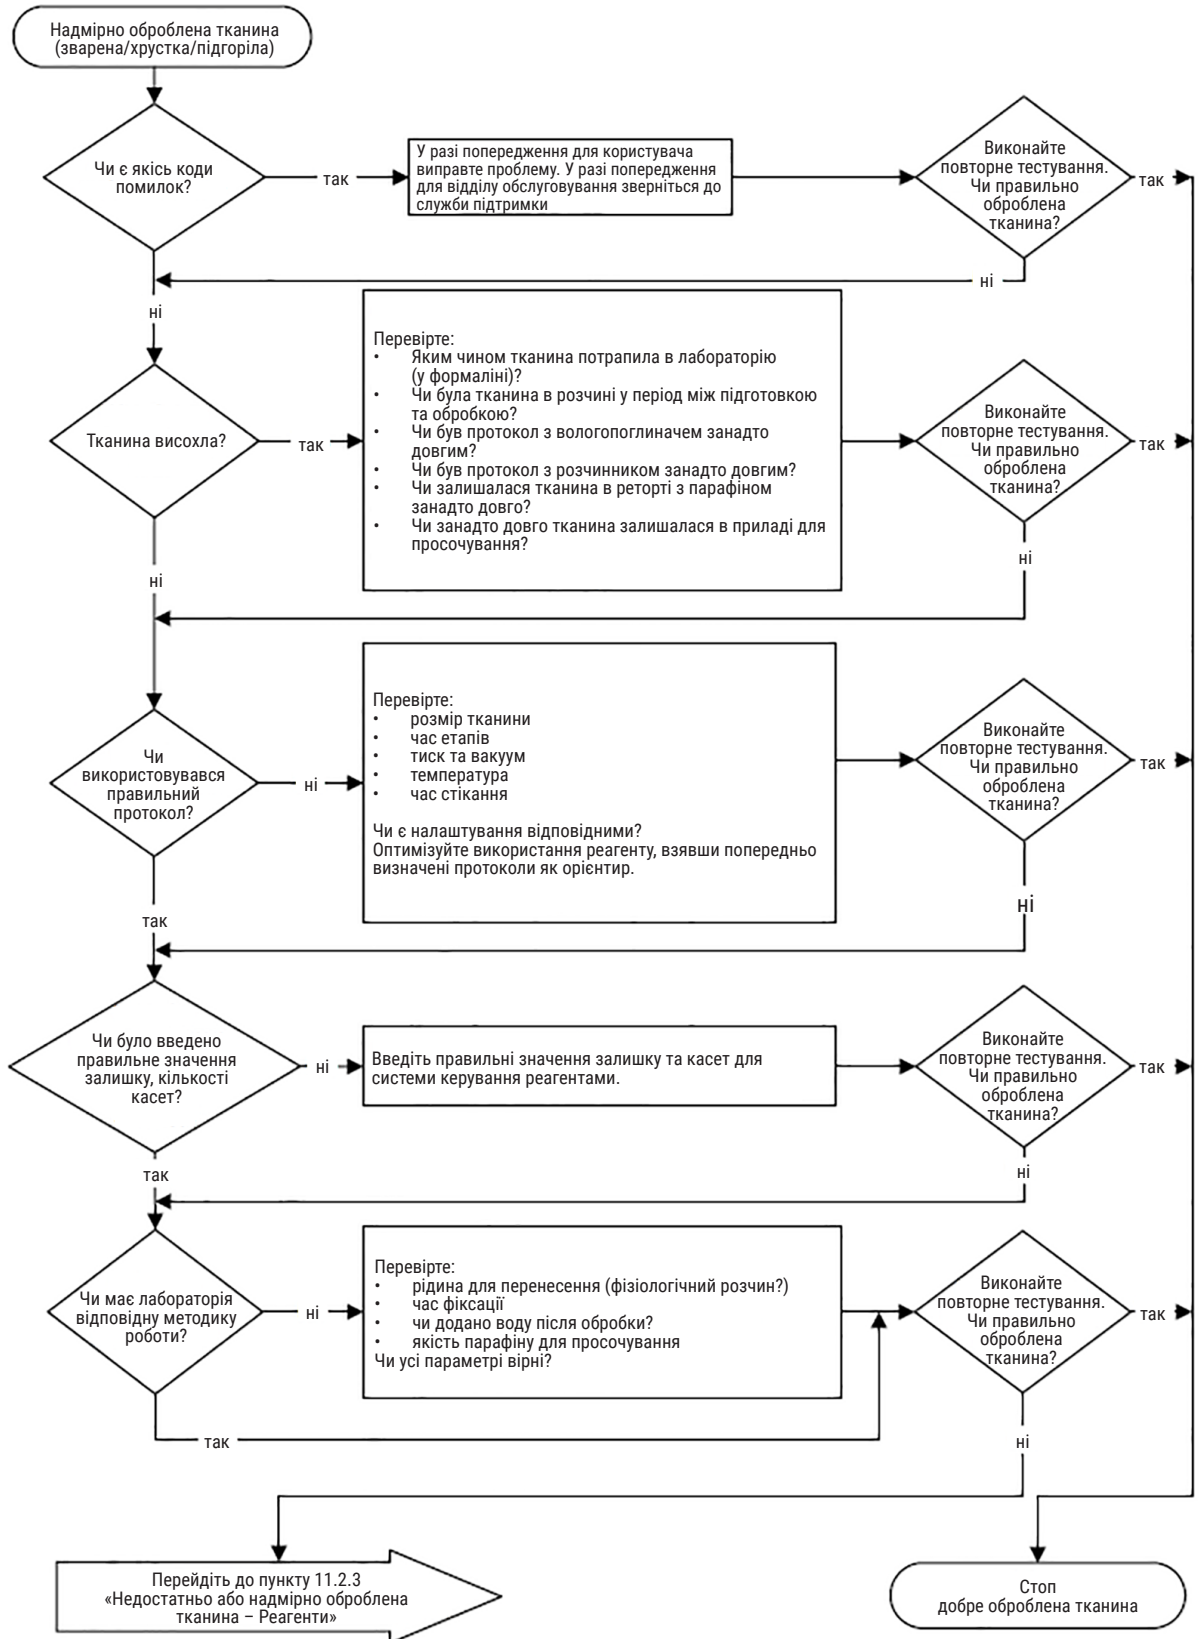 Надмірно оброблена тканина
(зварена/хрустка/підгоріла)
Чи є якісь коди
помилок?
так
У разі попередження для користувача
виправте проблему. У разі попередження
для відділу обслуговування зверніться до
служби підтримки
Виконайте
повторне тестування.
Чи правильно
оброблена
тканина?
так
ні
ні
Тканина висохла?
так
Перевірте:
• Яким чином тканина потрапила в лабораторію
(у формаліні)?
• Чи була тканина в розчині у період між підготовкою
та обробкою?
• Чи був протокол з вологопоглиначем занадто
довгим?
• Чи був протокол з розчинником занадто довгим?
• Чи залишалася тканина в реторті з парафіном
занадто довго?
• Чи занадто довго тканина залишалася в приладі для
просочування?
Виконайте
повторне тестування.
Чи правильно
оброблена
тканина?
так
ні
ні
Чи
використовувався
правильний
протокол?
ні
Перевірте:
• розмір тканини
• час етапів
• тиск та вакуум
• температура
• час стікання
Чи є налаштування відповідними?
Оптимізуйте використання реагенту, взявши попередньо
визначені протоколи як орієнтир.
Виконайте
повторне тестування.
Чи правильно
оброблена
тканина?
так
ні
так
Чи було введено
правильне значення
залишку, кількості
касет?
ні
Введіть правильні значення залишку та касет для
системи керування реагентами.
Виконайте
повторне тестування.
Чи правильно
оброблена
тканина?
так
ні
так
Чи має лабораторія
відповідну методику
роботи?
ні
Перевірте:
• рідина для перенесення (фізіологічний розчин?)
• час фіксації
• чи додано воду після обробки?
• якість парафіну для просочування
Чи усі параметрі вірні?
Виконайте
повторне тестування.
Чи правильно
оброблена
тканина?
так
так
ні
Перейдіть до пункту 11.2.3
«Недостатньо або надмірно оброблена
тканина – Реагенти»
Стоп
добре оброблена тканина